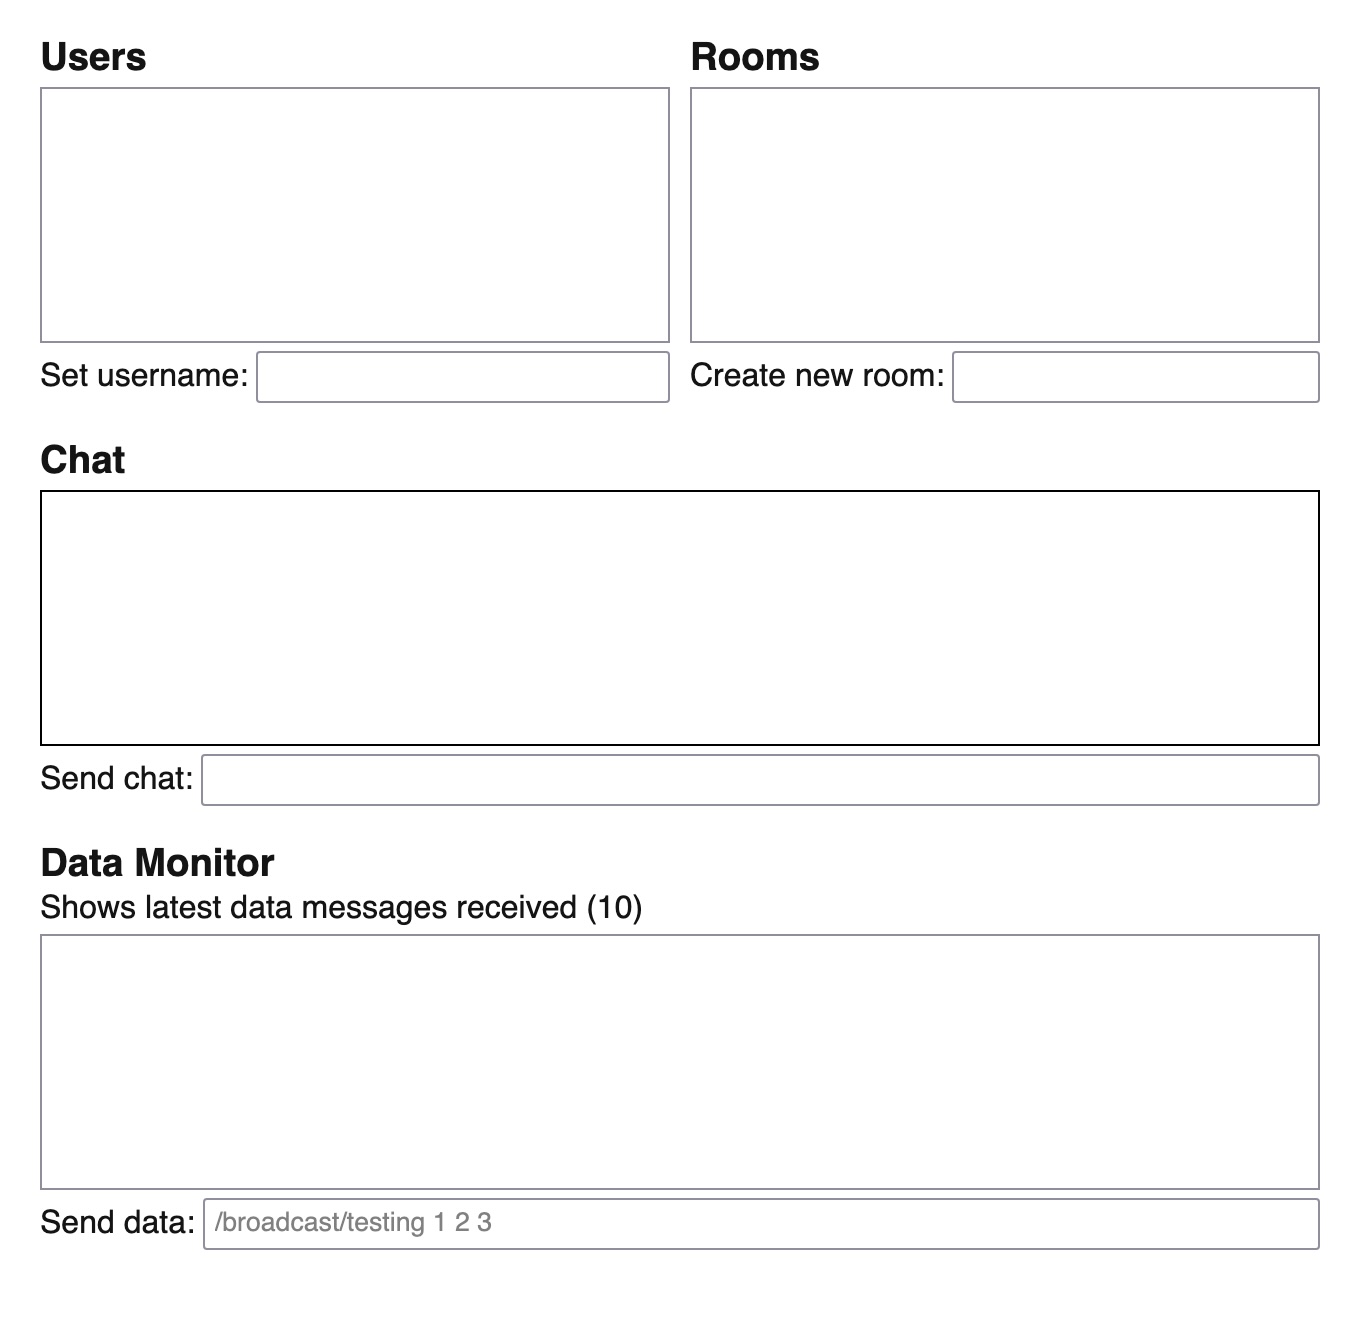 Users
Rooms
Set username:
Create new room:
Chat
Send chat:
Data Monitor
Shows latest data messages received (10)
Send data: /broadcast/testing 1 2 3